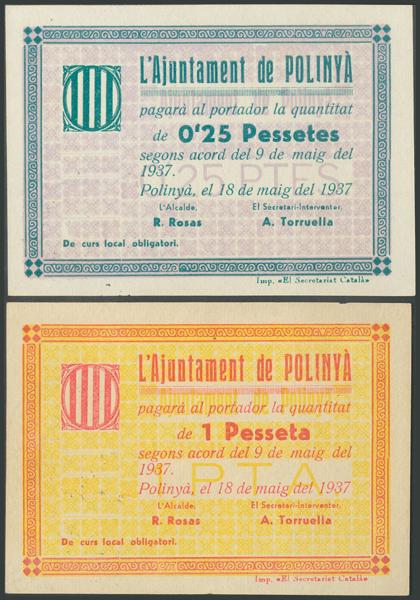 L'Ajuntament de POLINYÀ
pagarà al portador la quantitat
de 0'25 Pessetes
segons acord del 9 de maig del
1937.
25 PTES
Polinyà, el 18 de maig del 1937
L'Alcalde, El Secretari-Interventor,
R. Rosas A. Torruella
De curs local obligatori.
Imp. «El Secretariat Català»
L'Ajuntament de POLINYÀ
pagarà al portador la quantitat
de 1 Pesseta
segons acord del 9 de maig del
1937.
PTA
Polinyà, el 18 de maig del 1937
L'Alcalde, El Secretari-Interventor,
R. Rosas A. Torruella
De curs local obligatori.
Imp. «El Secretariat Català»